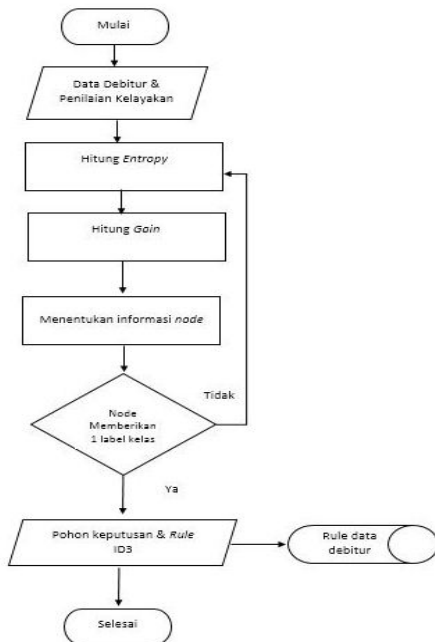 Mulai
Data Debitur &
Penilaian Kelayakan
Hitung Entropy
Hitung Gain
Menentukan informasi node
Node
Memberikan
1 label kelas
Tidak
Ya
Pohon keputusan & Rule
ID3
Rule data
debitur
Selesai